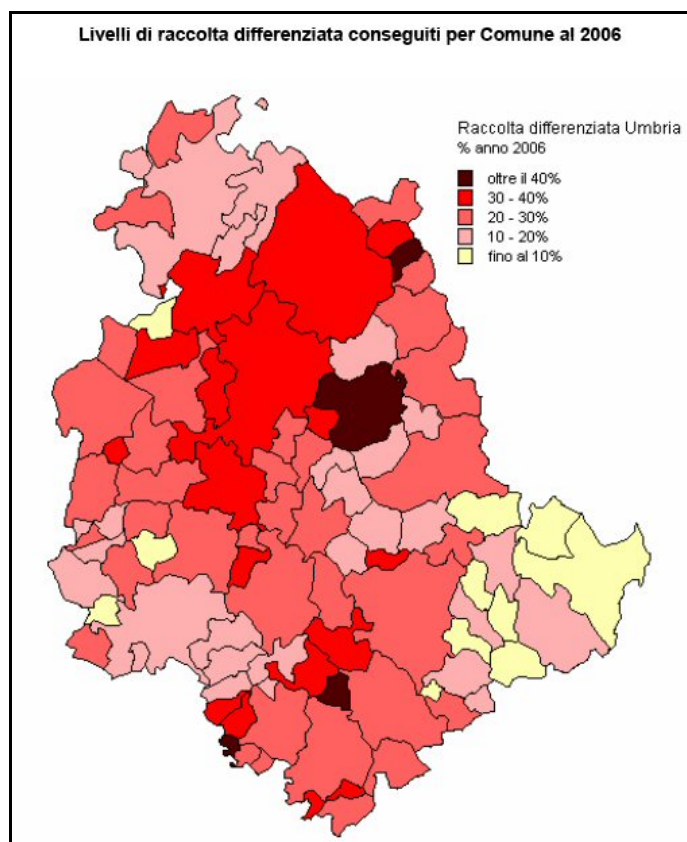 Livelli di raccolta differenziata conseguiti per Comune al 2006
Raccolta differenziata Umbria
% anno 2006
oltre il 40%
30 - 40%
20 - 30%
10 - 20%
fino al 10%